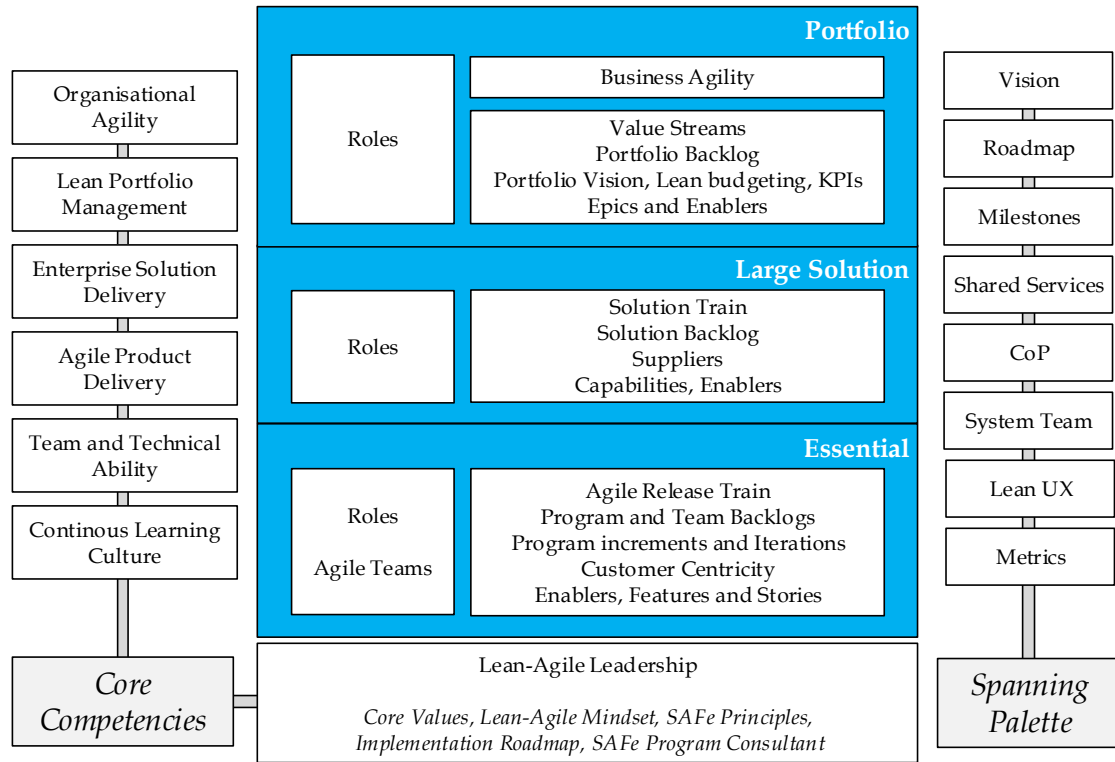 Organisational
Agility
Lean Portfolio
Management
Enterprise Solution
Delivery
Agile Product
Delivery
Team and Technical
Ability
Continous Learning
Culture
Core
Competencies
Portfolio
Roles
Business Agility
Value Streams
Portfolio Backlog
Portfolio Vision, Lean budgeting, KPIs
Epics and Enablers
Large Solution
Roles
Solution Train
Solution Backlog
Suppliers
Capabilities, Enablers
Essential
Roles
Agile Teams
Agile Release Train
Program and Team Backlogs
Program increments and Iterations
Customer Centricity
Enablers, Features and Stories
Lean-Agile Leadership
Core Values, Lean-Agile Mindset, SAFe Principles,
Implementation Roadmap, SAFe Program Consultant
Vision
Roadmap
Milestones
Shared Services
CoP
System Team
Lean UX
Metrics
Spanning
Palette